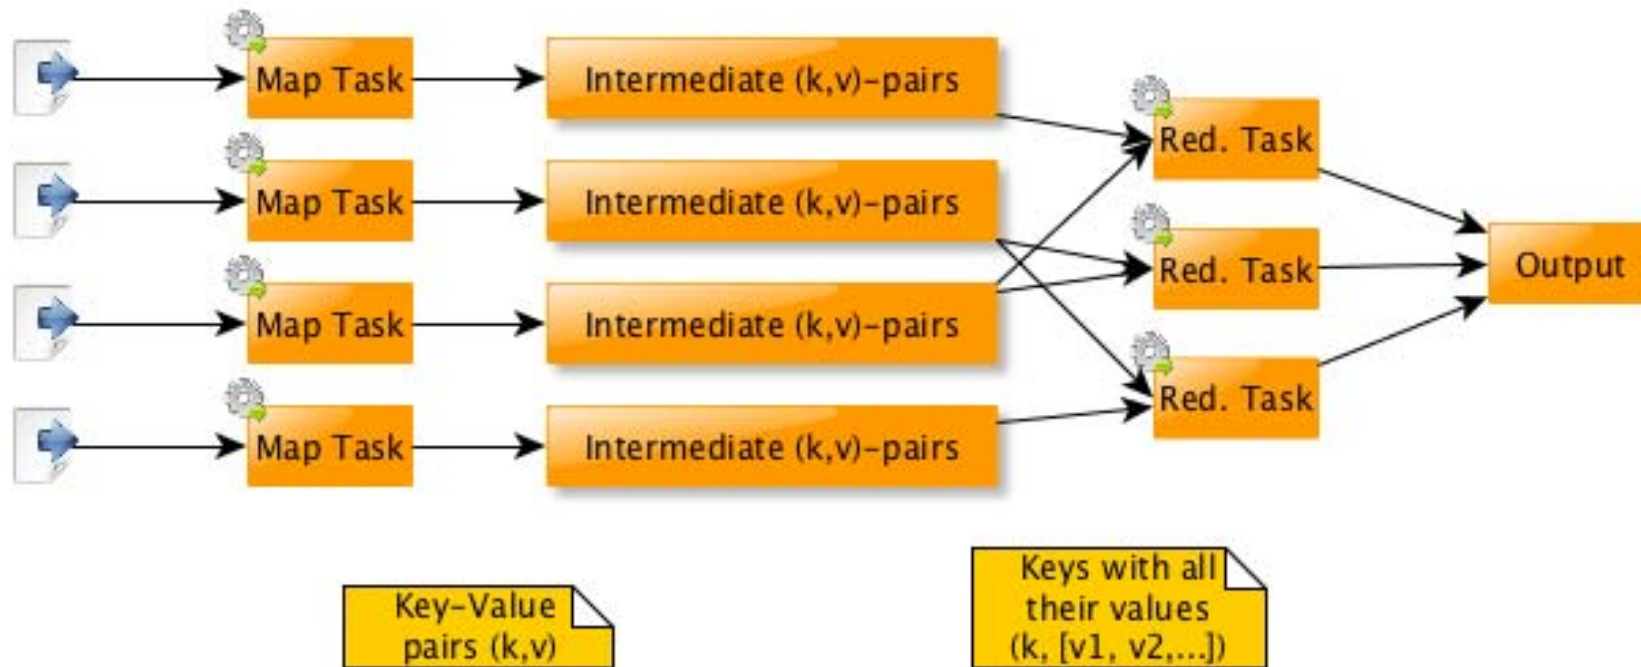 Map Task
Intermediate (k,v)-pairs
Map Task
Intermediate (k,v)-pairs
Map Task
Intermediate (k,v)-pairs
Map Task
Intermediate (k,v)-pairs
Red. Task
Red. Task
Red. Task
Output
Key-Value
pairs (k,v)
Keys with all
their values
(k, [v1, v2,...])